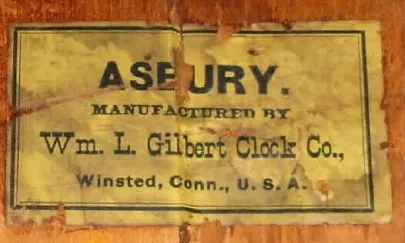 ASBURY.
MANUFACTURED BY
Wm. L. Gilbert Clock Co.,
Winsted, Conn., U. S. A.